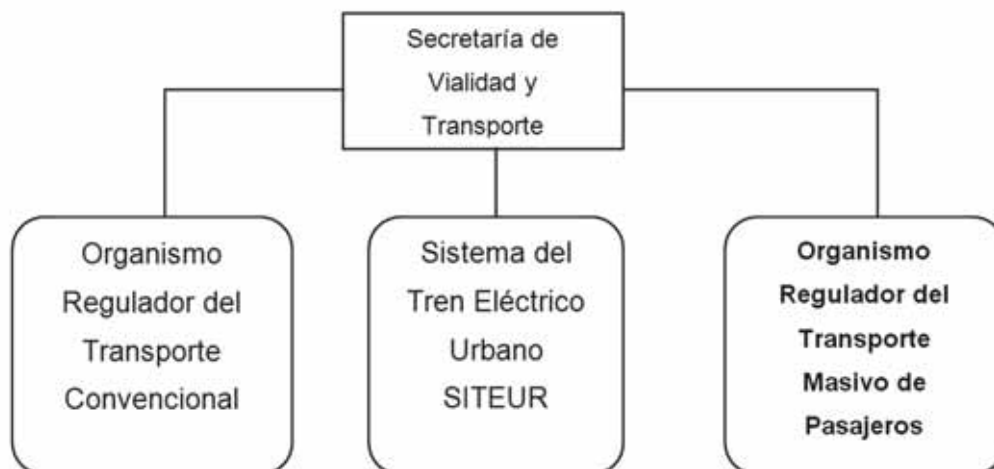 Secretaría de
Vialidad y
Transporte
Organismo
Regulador del
Transporte
Convencional
Sistema del
Tren Eléctrico
Urbano
SITEUR
Organismo
Regulador del
Transporte
Masivo de
Pasajeros